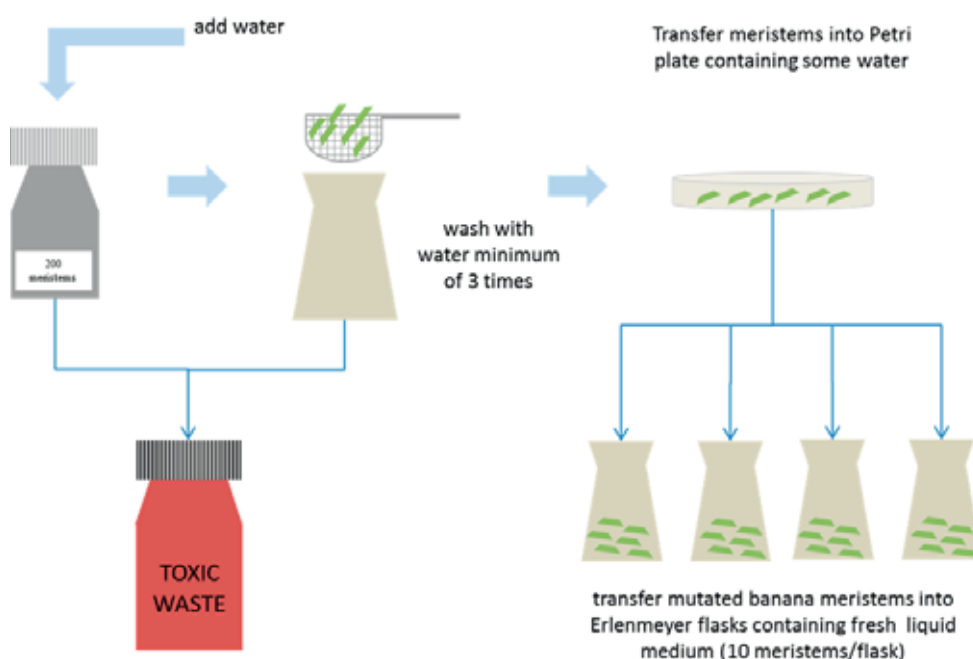 add water
Transfer meristems into Petri
plate containing some water
200
meristems
wash with
water minimum
of 3 times
TOXIC
WASTE
transfer mutated banana meristems into
Erlenmeyer flasks containing fresh liquid
medium (10 meristems/flask)